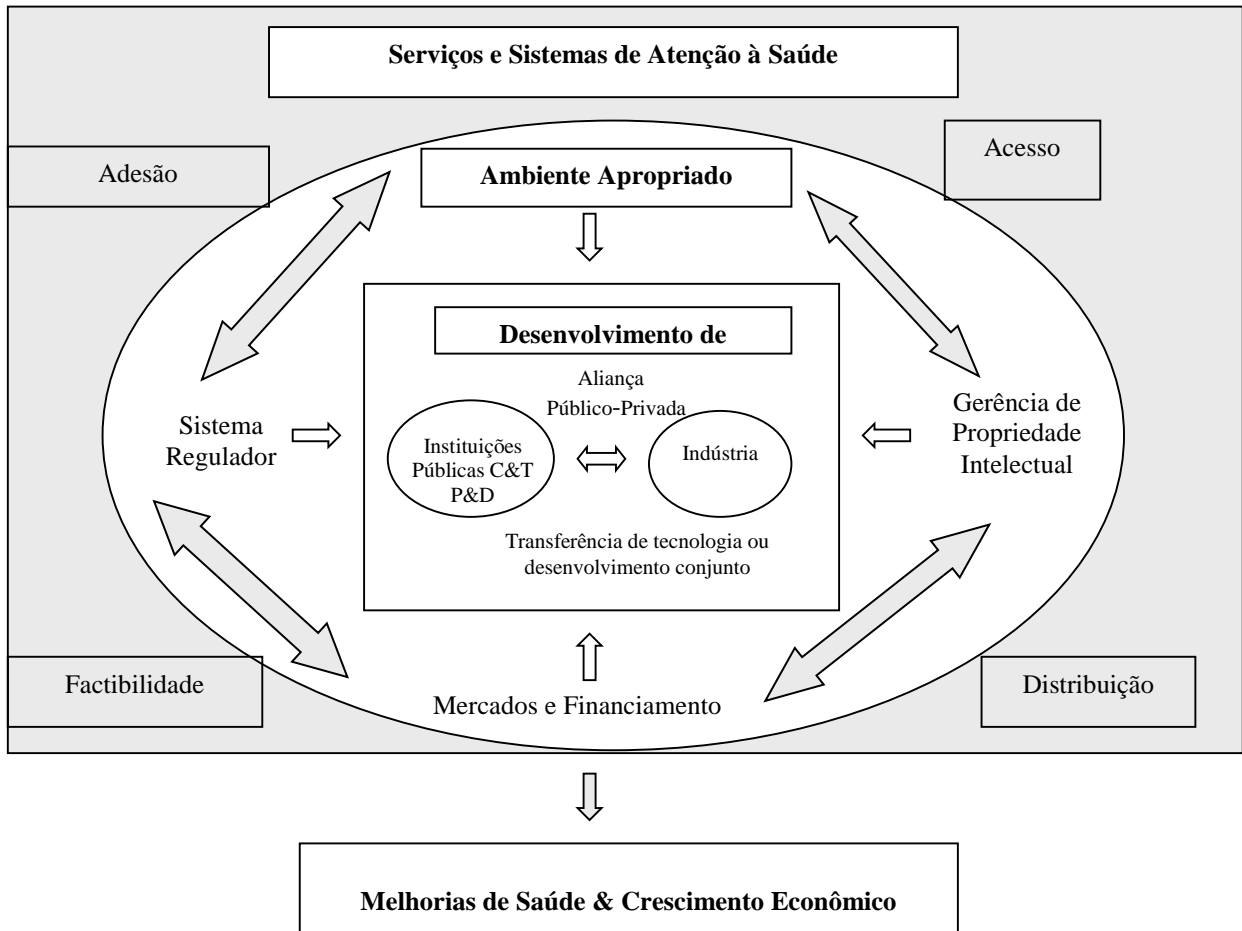 Serviços e Sistemas de Atenção à Saúde
Adesão
Ambiente Apropriado
Acesso
Desenvolvimento de
Aliança
Público-Privada
Sistema
Regulador
Instituições
Públicas C&T
P&D
Indústria
Gerência de
Propriedade
Intelectual
Transferência de tecnologia ou
desenvolvimento conjunto
Factibilidade
Mercados e Financiamento
Distribuição
Melhorias de Saúde & Crescimento Econômico